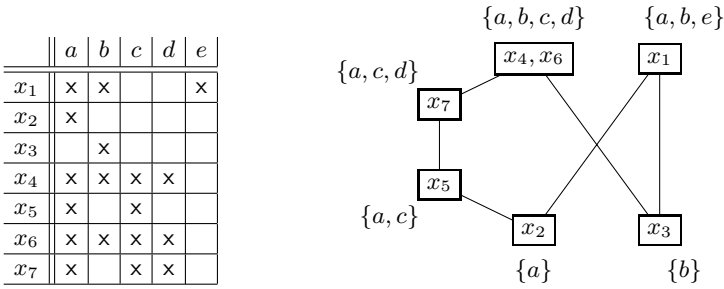 a b c d e
x₁ x x x
x₂ x
x₃ x
x₄ x x x x
x₅ x x
x₆ x x x x
x₇ x x x
{a, b, c, d} {a, b, e}
x₄, x₆ x₁
{a, c, d}
x₇
x₅
{a, c}
x₂ x₃
{a} {b}